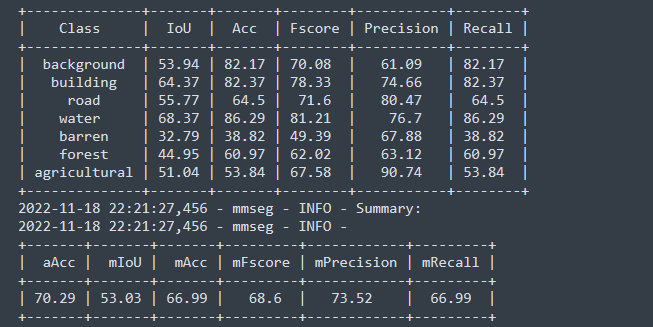 +--------------+-------+-------+--------+-----------+--------+
|    Class     |  IoU  |  Acc  | Fscore | Precision | Recall |
+--------------+-------+-------+--------+-----------+--------+
|  background  | 53.94 | 82.17 | 70.08  |   61.09   | 82.17  |
|   building   | 64.37 | 82.37 | 78.33  |   74.66   | 82.37  |
|     road     | 55.77 |  64.5 |  71.6  |   80.47   |  64.5  |
|    water     | 68.37 | 86.29 | 81.21  |    76.7   | 86.29  |
|    barren    | 32.79 | 38.82 | 49.39  |   67.88   | 38.82  |
|    forest    | 44.95 | 60.97 | 62.02  |   63.12   | 60.97  |
| agricultural | 51.04 | 53.84 | 67.58  |   90.74   | 53.84  |
+--------------+-------+-------+--------+-----------+--------+
2022-11-18 22:21:27,456 - mmseg - INFO - Summary:
2022-11-18 22:21:27,456 - mmseg - INFO -
+-------+-------+-------+---------+------------+---------+
|  aAcc |  mIoU |  mAcc | mFscore | mPrecision | mRecall |
+-------+-------+-------+---------+------------+---------+
| 70.29 | 53.03 | 66.99 |   68.6  |   73.52    |  66.99  |
+-------+-------+-------+---------+------------+---------+